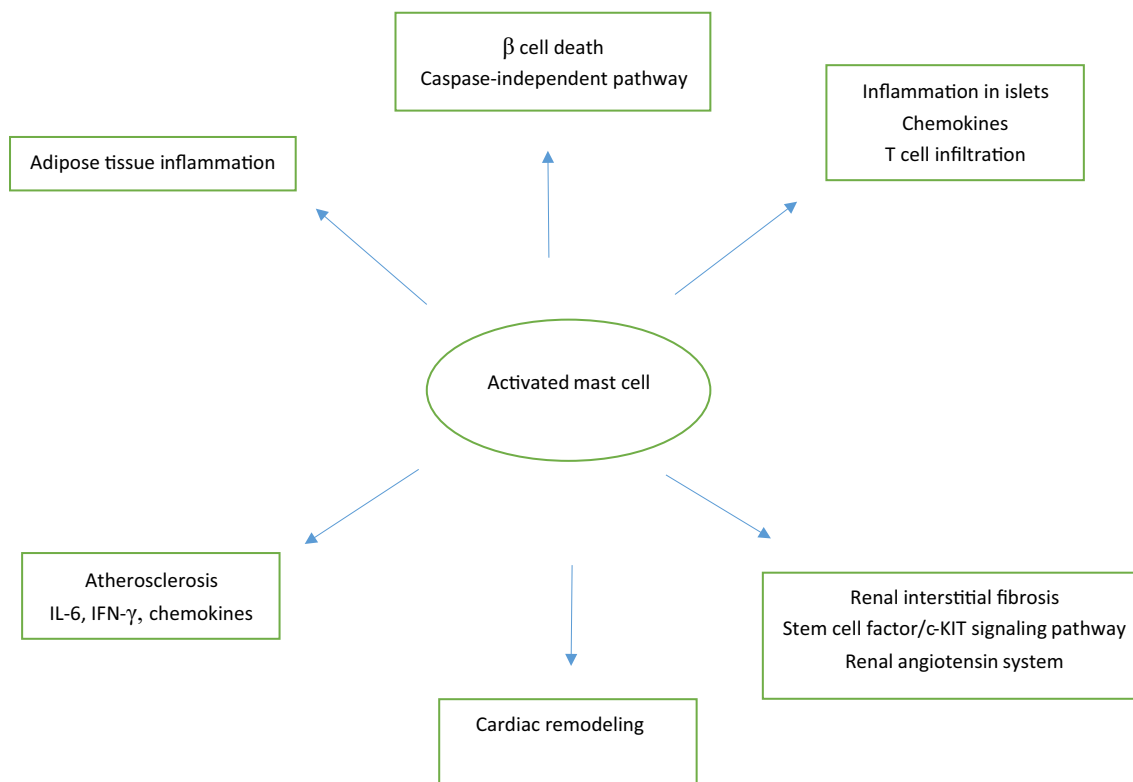 β cell death
Caspase-independent pathway
Inflammation in islets
Chemokines
T cell infiltration
Adipose tissue inflammation
Activated mast cell
Atherosclerosis
IL-6, IFN-γ, chemokines
Renal interstitial fibrosis
Stem cell factor/c-KIT signaling pathway
Renal angiotensin system
Cardiac remodeling